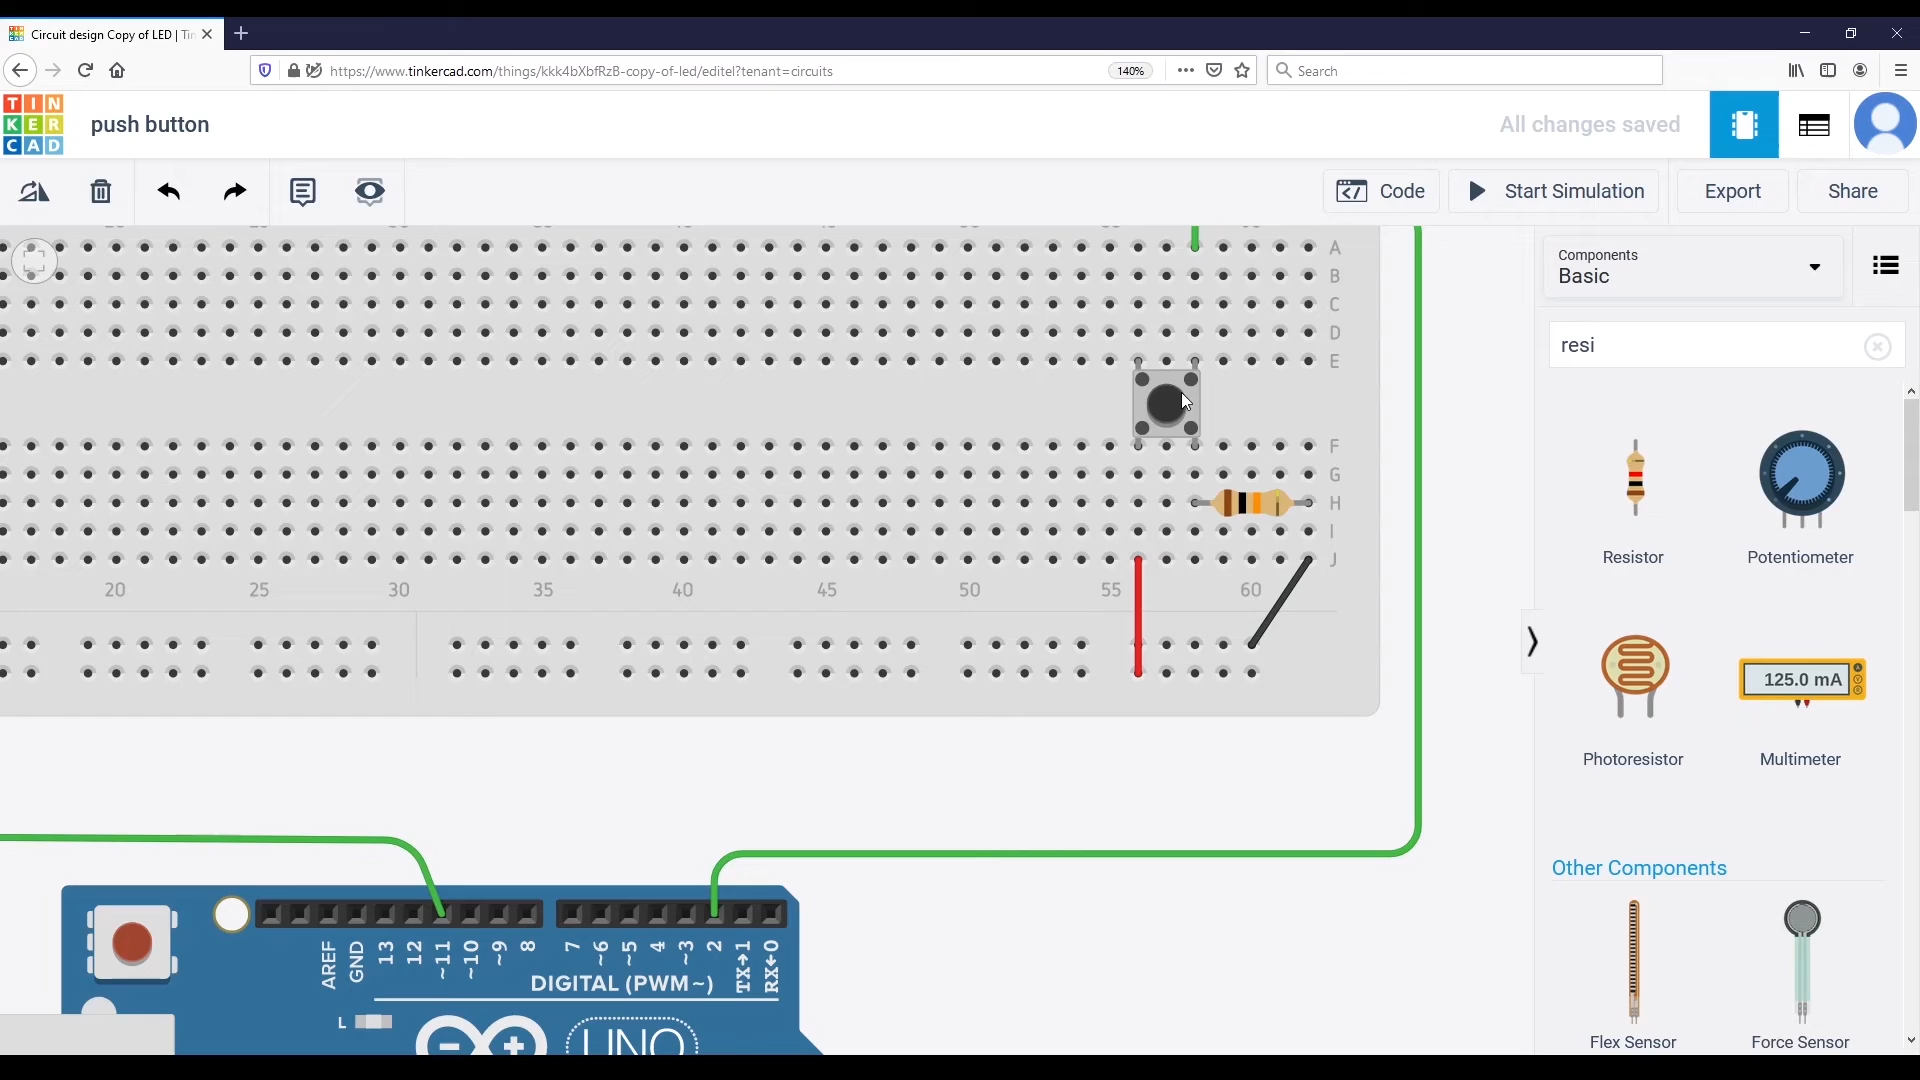 Circuit design Copy of LED | Tin
https://www.tinkercad.com/things/kkk4bXbfRzB-copy-of-led/editel?tenant=circuits
140%
Search
TIN
KER
CAD
push button
All changes saved
Code
Start Simulation
Export
Share
Components
Basic
resi
A
B
C
D
E
F
G
H
I
J
20 25 30 35 40 45 50 55 60
Resistor
Potentiometer
125.0 mA
A
V
R
Photoresistor
Multimeter
Other Components
Flex Sensor
Force Sensor
AREF
GND
13
12
~11
~10
~9
8
7
~6
~5
4
~3
2
TX→1
RX←0
DIGITAL (PWM~)
L
UNO